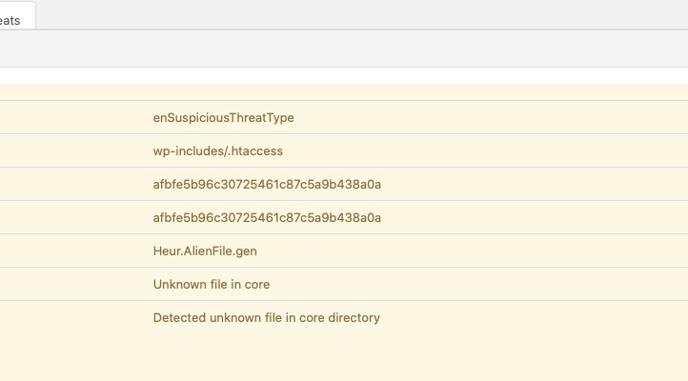 eats
enSuspiciousThreatType
wp-includes/.htaccess
afbfe5b96c30725461c87c5a9b438a0a
afbfe5b96c30725461c87c5a9b438a0a
Heur.AlienFile.gen
Unknown file in core
Detected unknown file in core directory